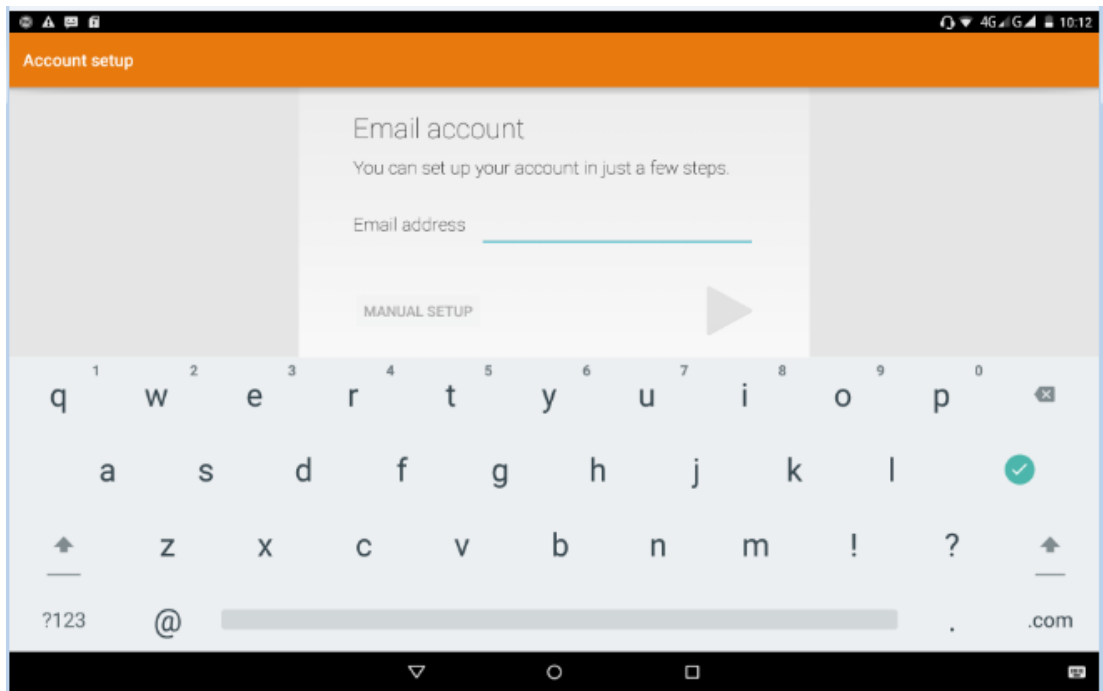 4G G 10:12
Account setup
Email account
You can set up your account in just a few steps.
Email address
MANUAL SETUP
1 2 3 4 5 6 7 8 9 0
q w e r t y u i o p
a s d f g h j k l
z x c v b n m ! ?
?123 @ . .com